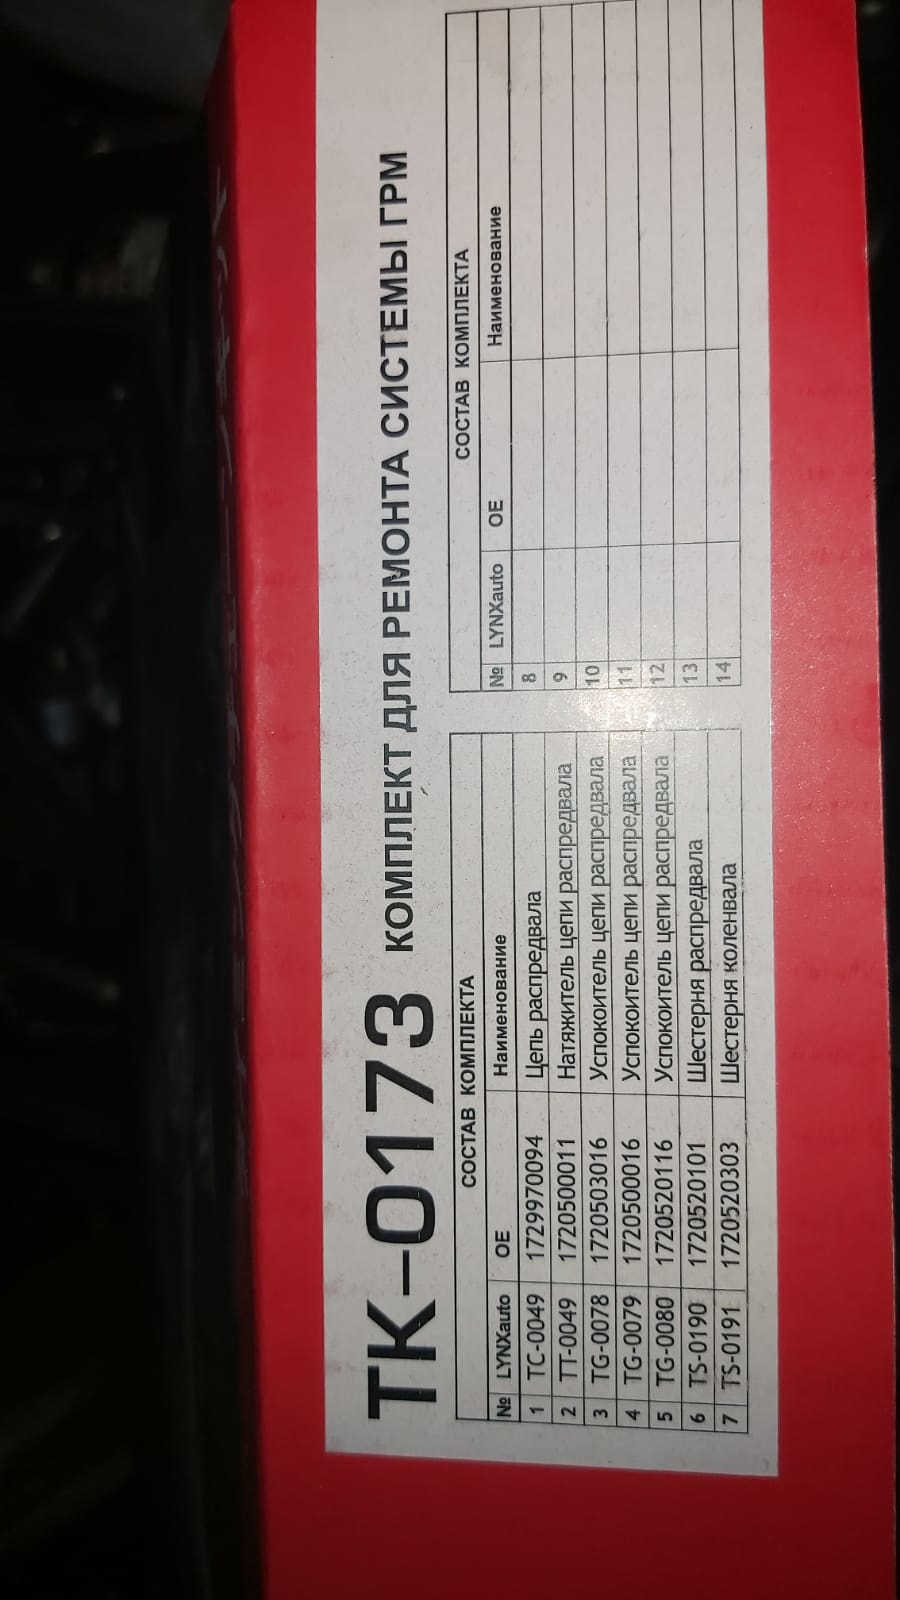 TK-0173 КОМПЛЕКТ ДЛЯ РЕМОНТА СИСТЕМЫ ГРМ
СОСТАВ КОМПЛЕКТА
№ LYNXauto OE Наименование
1 TC-0049 1729970094 Цепь распредвала
2 TT-0049 1720500011 Натяжитель цепи распредвала
3 TG-0078 1720503016 Успокоитель цепи распредвала
4 TG-0079 1720500016 Успокоитель цепи распредвала
5 TG-0080 1720520116 Успокоитель цепи распредвала
6 TS-0190 1720520101 Шестерня распредвала
7 TS-0191 1720520303 Шестерня коленвала
СОСТАВ КОМПЛЕКТА
№ LYNXauto OE Наименование
8
9
10
11
12
13
14